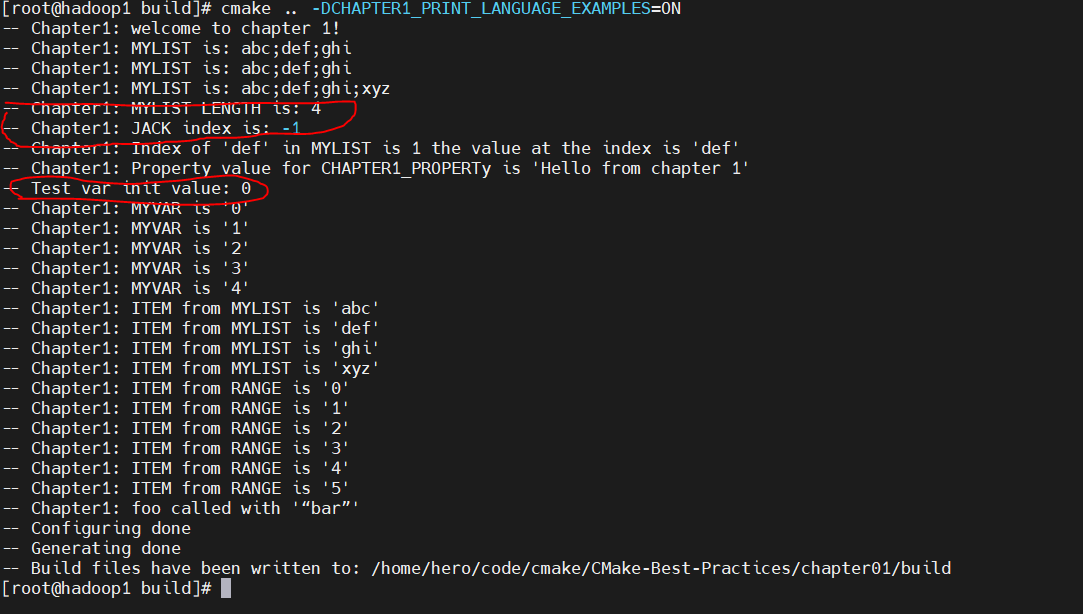 [root@hadoop1 build]# cmake .. -DCHAPTER1_PRINT_LANGUAGE_EXAMPLES=ON
-- Chapter1: welcome to chapter 1!
-- Chapter1: MYLIST is: abc;def;ghi
-- Chapter1: MYLIST is: abc;def;ghi
-- Chapter1: MYLIST is: abc;def;ghi;xyz
-- Chapter1: MYLIST LENGTH is: 4
-- Chapter1: JACK index is: -1
-- Chapter1: Index of 'def' in MYLIST is 1 the value at the index is 'def'
-- Chapter1: Property value for CHAPTER1_PROPERTy is 'Hello from chapter 1'
-- Test var init value: 0
-- Chapter1: MYVAR is '0'
-- Chapter1: MYVAR is '1'
-- Chapter1: MYVAR is '2'
-- Chapter1: MYVAR is '3'
-- Chapter1: MYVAR is '4'
-- Chapter1: ITEM from MYLIST is 'abc'
-- Chapter1: ITEM from MYLIST is 'def'
-- Chapter1: ITEM from MYLIST is 'ghi'
-- Chapter1: ITEM from MYLIST is 'xyz'
-- Chapter1: ITEM from RANGE is '0'
-- Chapter1: ITEM from RANGE is '1'
-- Chapter1: ITEM from RANGE is '2'
-- Chapter1: ITEM from RANGE is '3'
-- Chapter1: ITEM from RANGE is '4'
-- Chapter1: ITEM from RANGE is '5'
-- Chapter1: foo called with '“bar”'
-- Configuring done
-- Generating done
-- Build files have been written to: /home/hero/code/cmake/CMake-Best-Practices/chapter01/build
[root@hadoop1 build]#